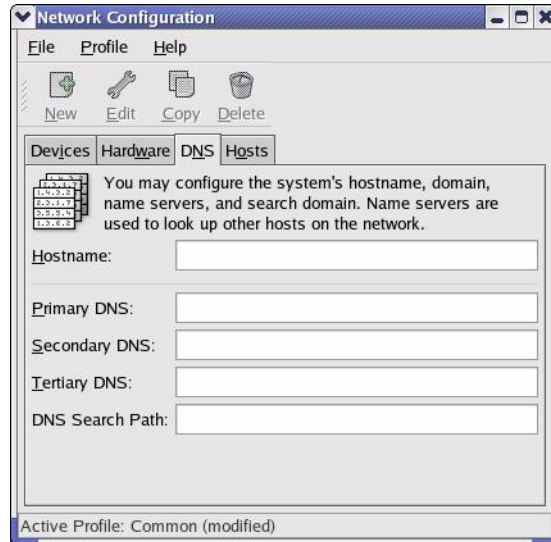 Network Configuration
File Profile Help
New Edit Copy Delete
Devices Hardware DNS Hosts
You may configure the system's hostname, domain,
name servers, and search domain. Name servers are
used to look up other hosts on the network.
Hostname:
Primary DNS:
Secondary DNS:
Tertiary DNS:
DNS Search Path:
Active Profile: Common (modified)